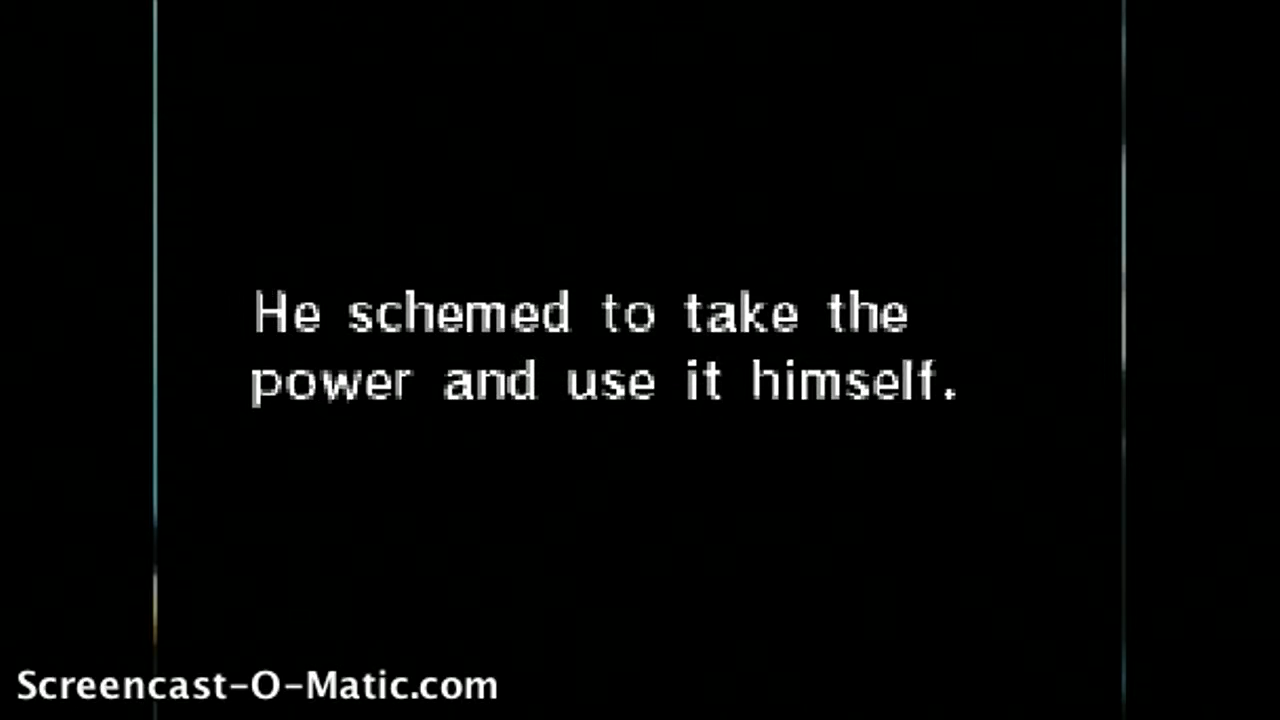 He schemed to take the
power and use it himself.
Screencast-O-Matic.com